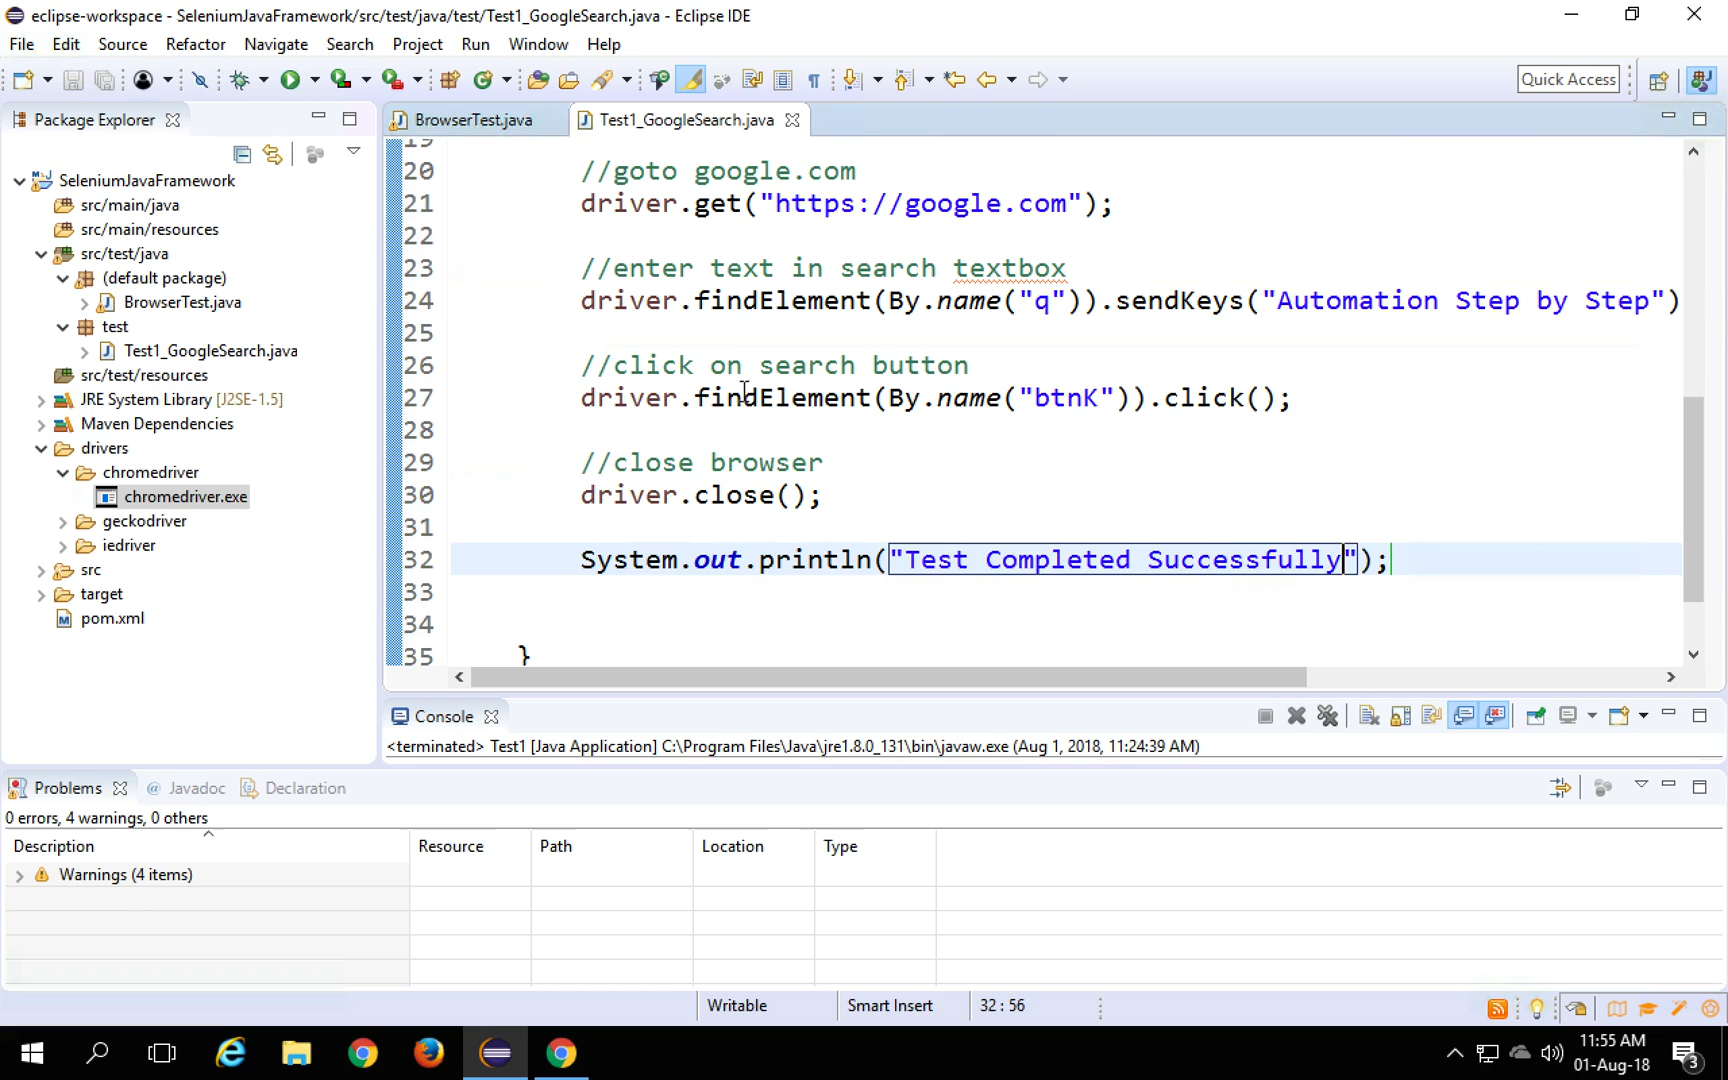 eclipse-workspace - SeleniumJavaFramework/src/test/java/test/Test1_GoogleSearch.java - Eclipse IDE
File Edit Source Refactor Navigate Search Project Run Window Help
Quick Access
Package Explorer
BrowserTest.java
Test1_GoogleSearch.java
SeleniumJavaFramework
src/main/java
src/main/resources
src/test/java
(default package)
BrowserTest.java
test
Test1_GoogleSearch.java
src/test/resources
JRE System Library [J2SE-1.5]
Maven Dependencies
drivers
chromedriver
chromedriver.exe
geckodriver
iedriver
src
target
pom.xml
19
20 //goto google.com
21 driver.get("https://google.com");
22
23 //enter text in search textbox
24 driver.findElement(By.name("q")).sendKeys("Automation Step by Step")
25
26 //click on search button
27 driver.findElement(By.name("btnK")).click();
28
29 //close browser
30 driver.close();
31
32 System.out.println("Test Completed Successfully");
33
34
35 }
Console
<terminated> Test1 [Java Application] C:\Program Files\Java\jre1.8.0_131\bin\javaw.exe (Aug 1, 2018, 11:24:39 AM)
Problems @ Javadoc Declaration
0 errors, 4 warnings, 0 others
Description Resource Path Location Type
Warnings (4 items)
Writable Smart Insert 32 : 56
11:55 AM
01-Aug-18
3